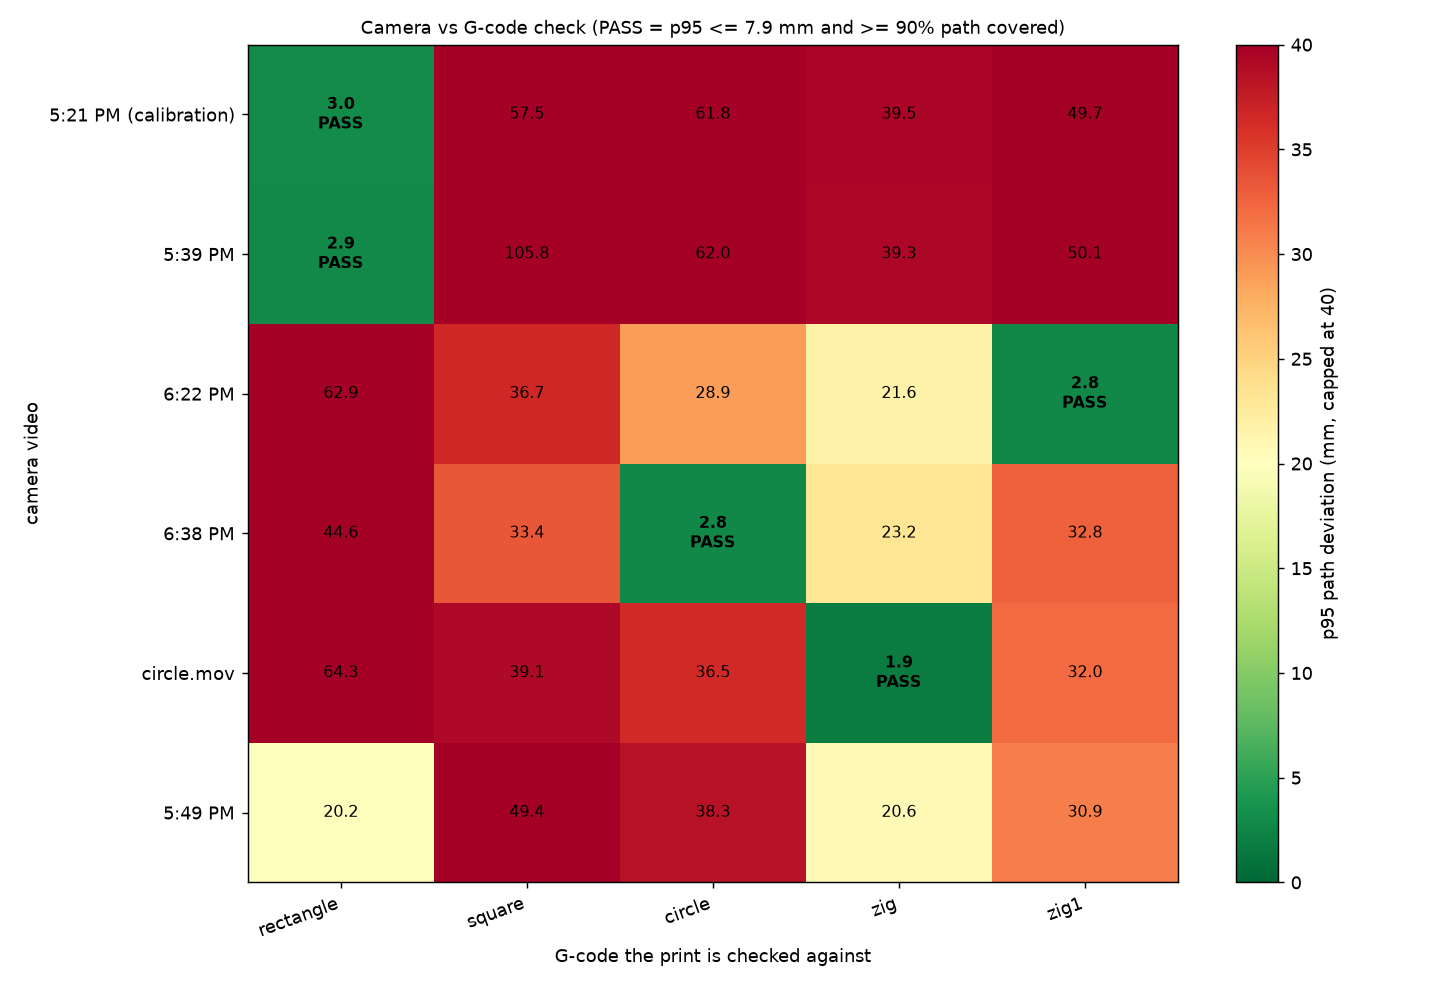 Camera vs G-code check (PASS = p95 <= 7.9 mm and >= 90% path covered)
camera video
5:21 PM (calibration)
3.0
PASS
57.5
61.8
39.5
49.7
5:39 PM
2.9
PASS
105.8
62.0
39.3
50.1
6:22 PM
62.9
36.7
28.9
21.6
2.8
PASS
6:38 PM
44.6
33.4
2.8
PASS
23.2
32.8
circle.mov
64.3
39.1
36.5
1.9
PASS
32.0
5:49 PM
20.2
49.4
38.3
20.6
30.9
rectangle
square
circle
zig
zig1
G-code the print is checked against
40
35
30
25
20
15
10
5
0
p95 path deviation (mm, capped at 40)